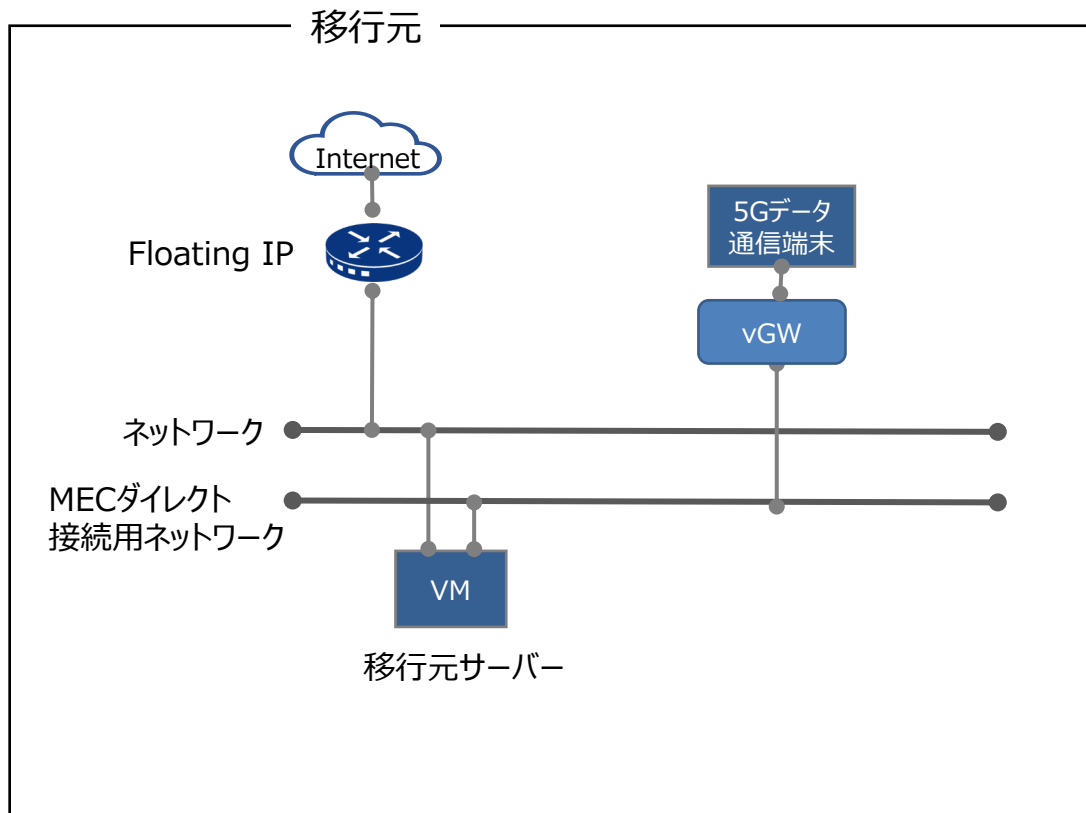 移行元
Internet
Floating IP
5Gデータ
通信端末
vGW
ネットワーク
MECダイレクト
接続用ネットワーク
VM
移行元サーバー